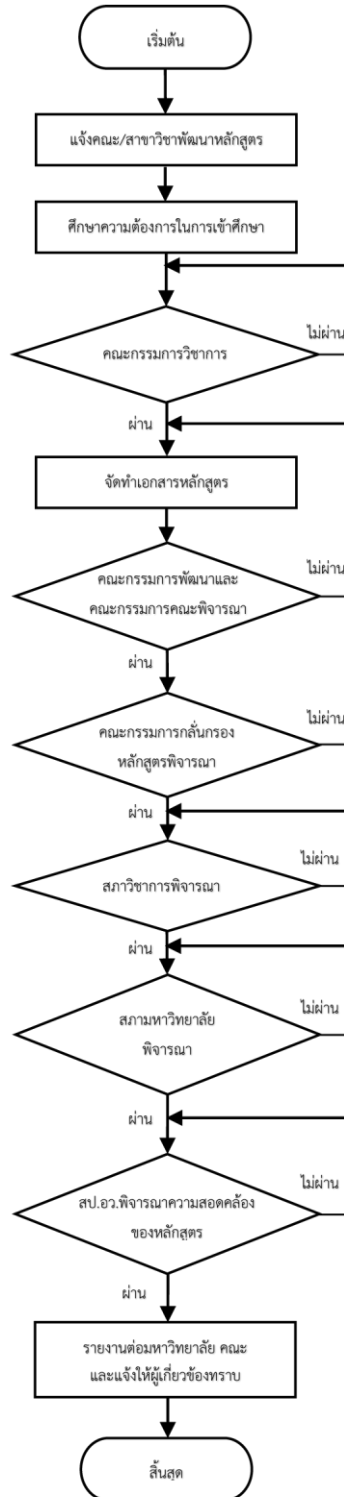 เริ่มต้น
แจ้งคณะ/สาขาวิชาพัฒนาหลักสูตร
ศึกษาความต้องการในการเข้าศึกษา
ไม่ผ่าน
คณะกรรมการวิชาการ
ผ่าน
จัดทำเอกสารหลักสูตร
ไม่ผ่าน
คณะกรรมการพัฒนาและ
คณะกรรมการคณะพิจารณา
ผ่าน
ไม่ผ่าน
คณะกรรมการกลั่นกรอง
หลักสูตรพิจารณา
ผ่าน
ไม่ผ่าน
สภาวิชาการพิจารณา
ผ่าน
ไม่ผ่าน
สภามหาวิทยาลัย
พิจารณา
ผ่าน
ไม่ผ่าน
สป.อว.พิจารณาความสอดคล้อง
ของหลักสูตร
ผ่าน
รายงานต่อมหาวิทยาลัย คณะ
และแจ้งให้ผู้เกี่ยวข้องทราบ
สิ้นสุด